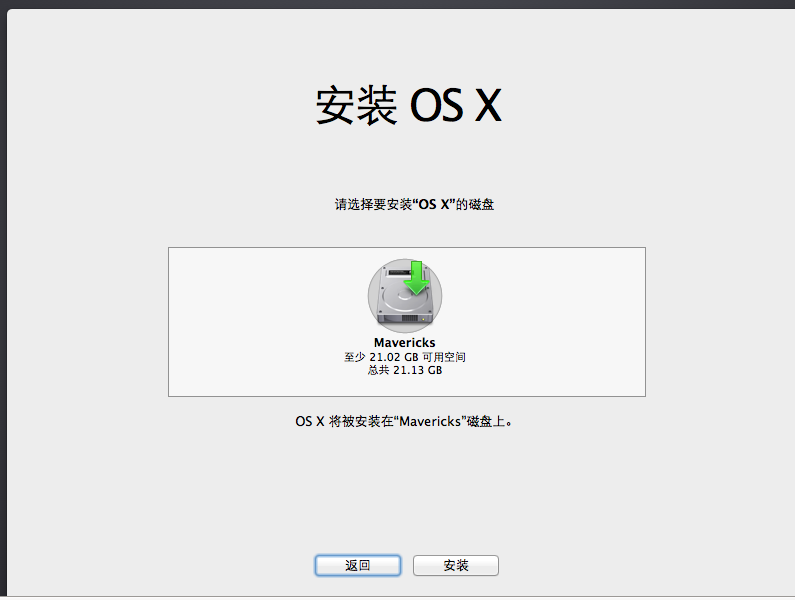 安装 OS X
请选择要安装“OS X”的磁盘
Mavericks
至少 21.02 GB 可用空间
总共 21.13 GB
OS X 将被安装在“Mavericks”磁盘上。
返回
安装